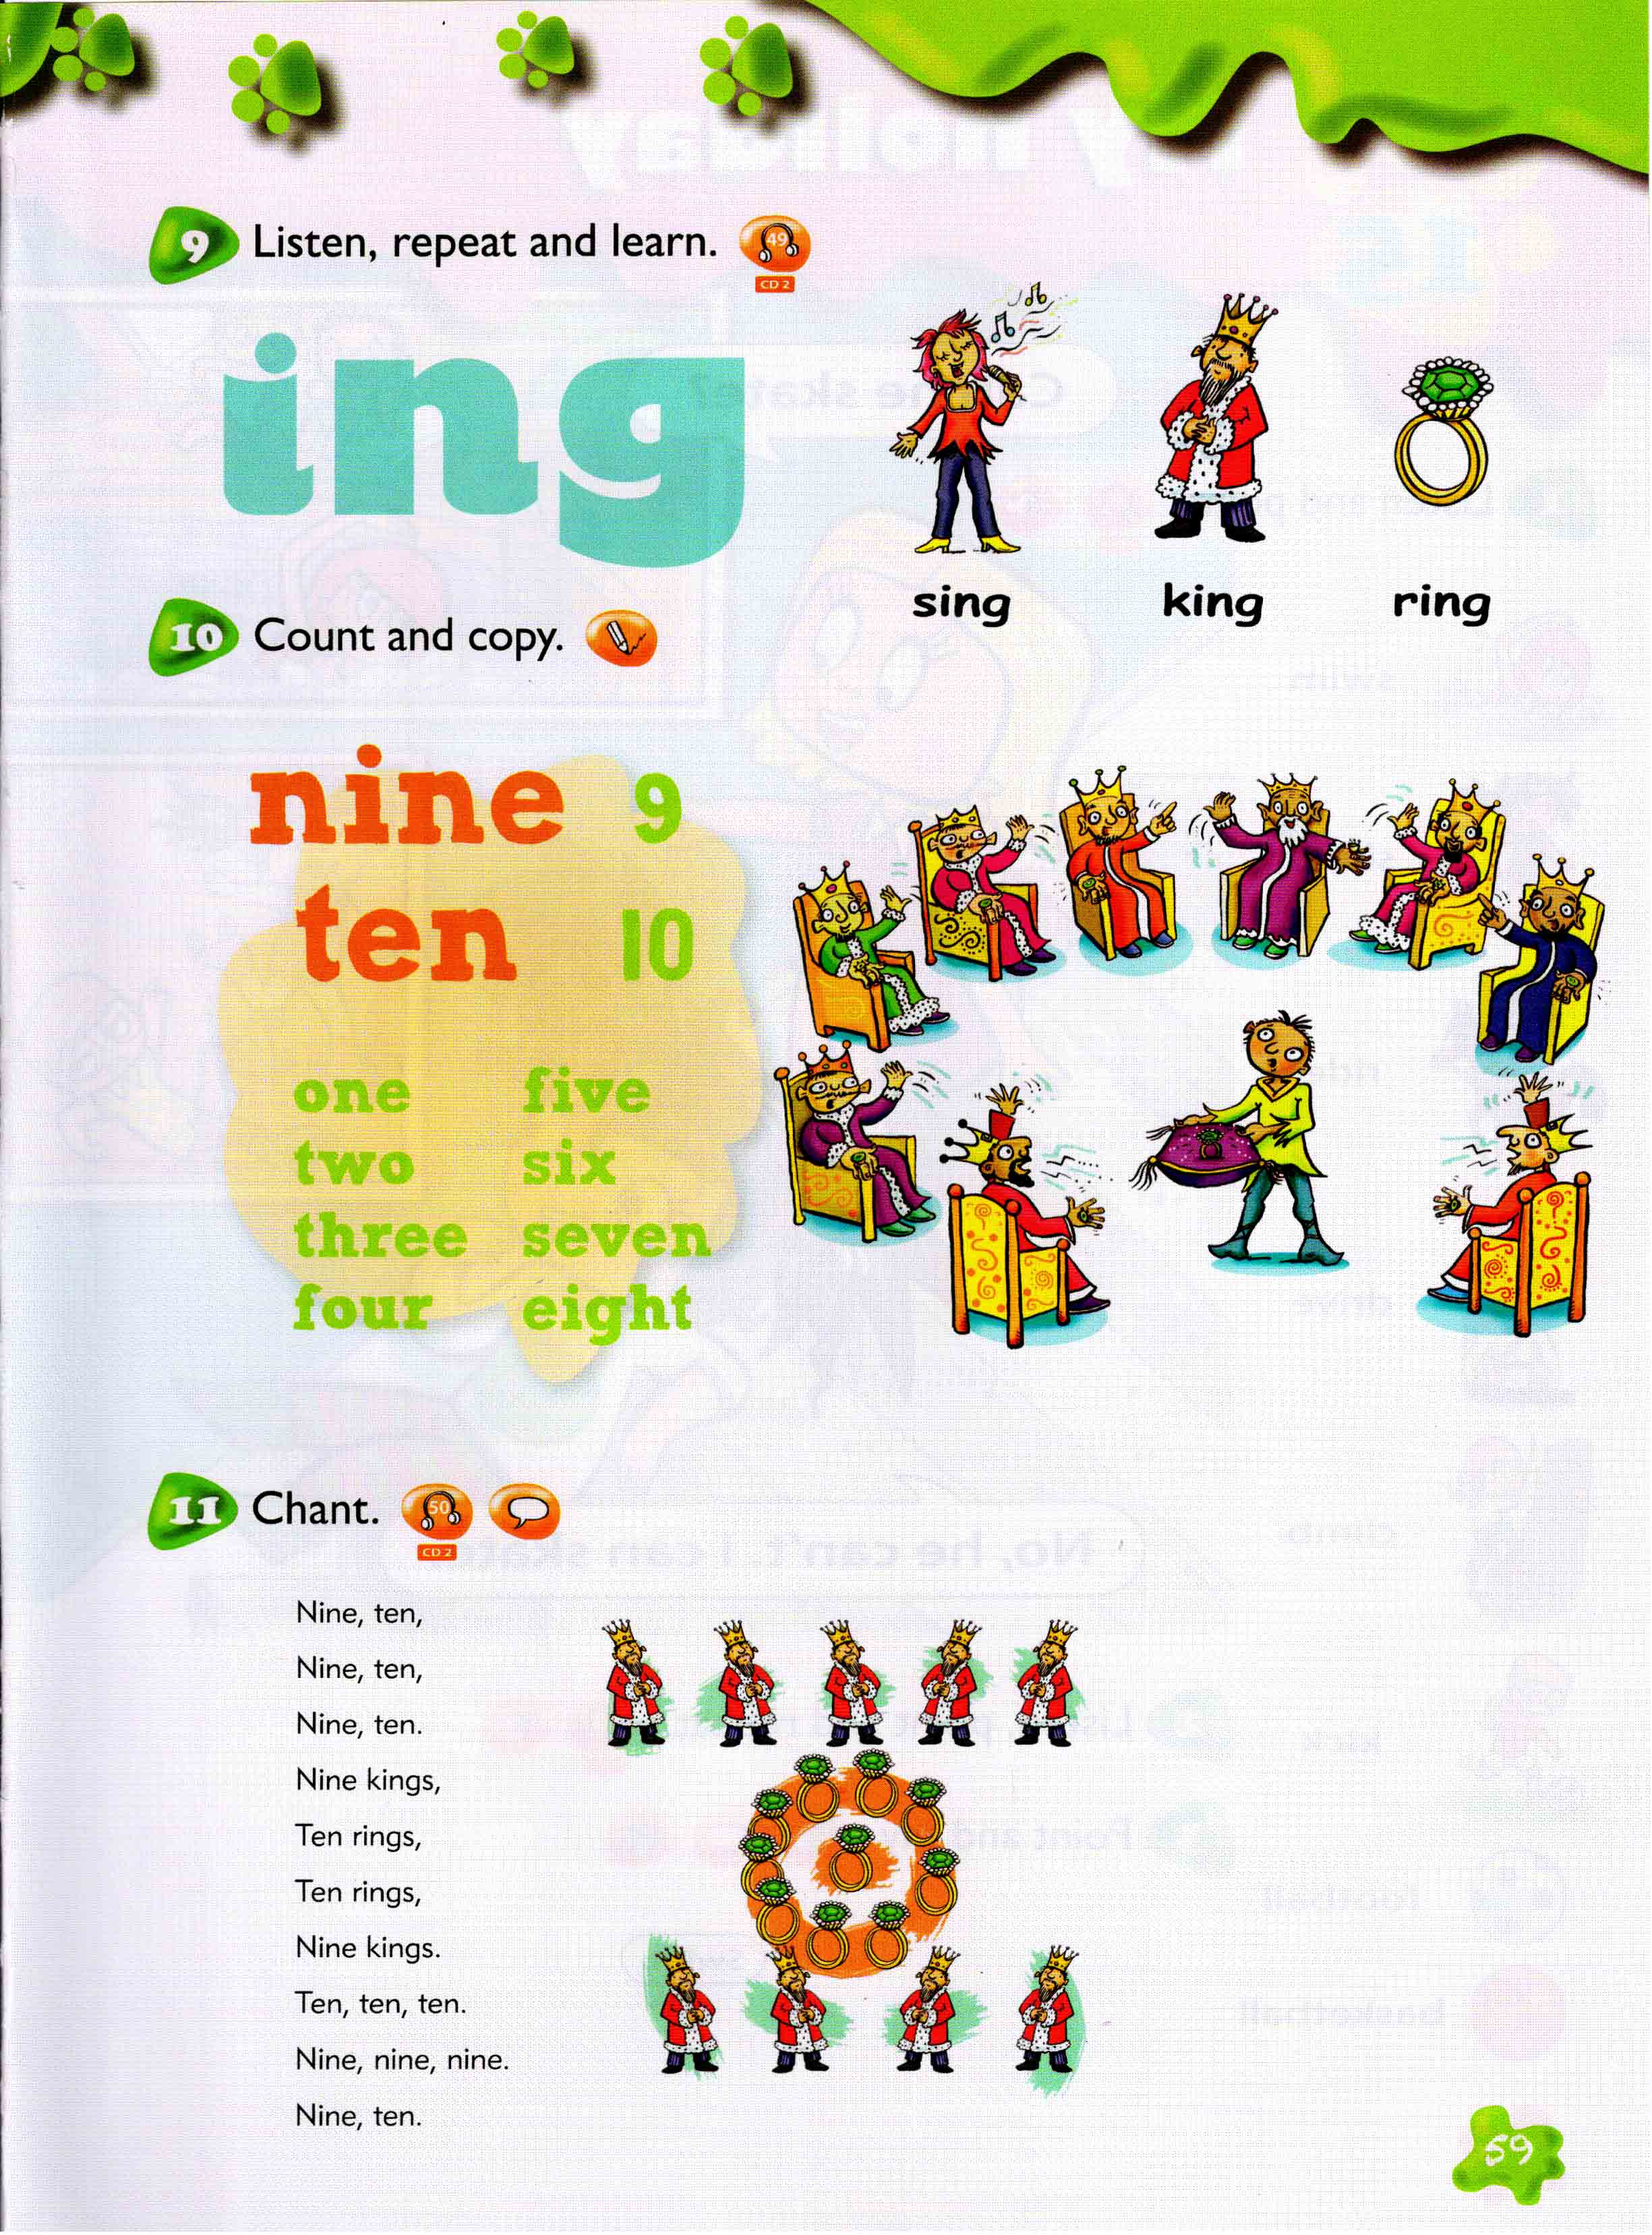 9 Listen, repeat and learn. 49
CD 2
ing
sing king ring
10 Count and copy.
nine 9
ten 10
one five
two six
three seven
four eight
11 Chant. 50
CD 2
Nine, ten,
Nine, ten,
Nine, ten.
Nine kings,
Ten rings,
Ten rings,
Nine kings.
Ten, ten, ten.
Nine, nine, nine.
Nine, ten.
59